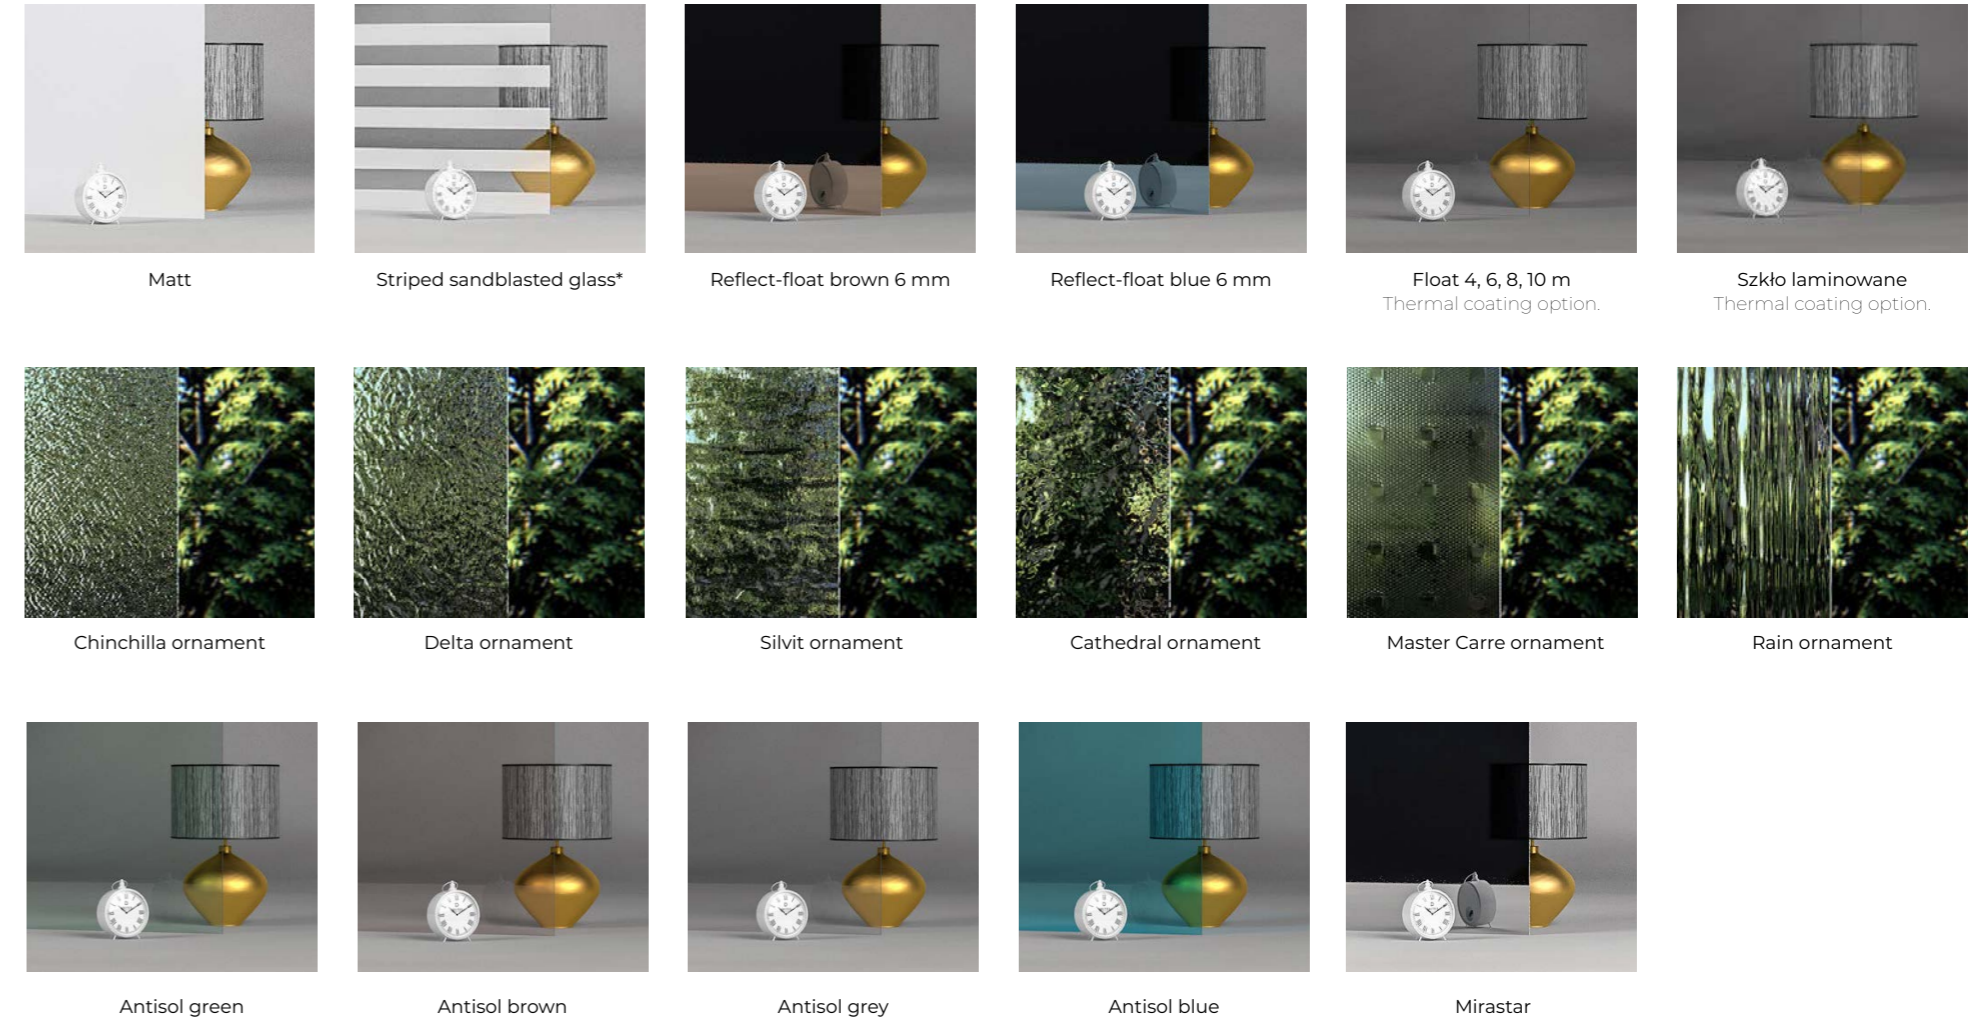 Matt
Striped sandblasted glass*
Reflect-float brown 6 mm
Reflect-float blue 6 mm
Float 4, 6, 8, 10 m
Thermal coating option.
Szkło laminowane
Thermal coating option.
Chinchilla ornament
Delta ornament
Silvit ornament
Cathedral ornament
Master Carre ornament
Rain ornament
Antisol green
Antisol brown
Antisol grey
Antisol blue
Mirastar